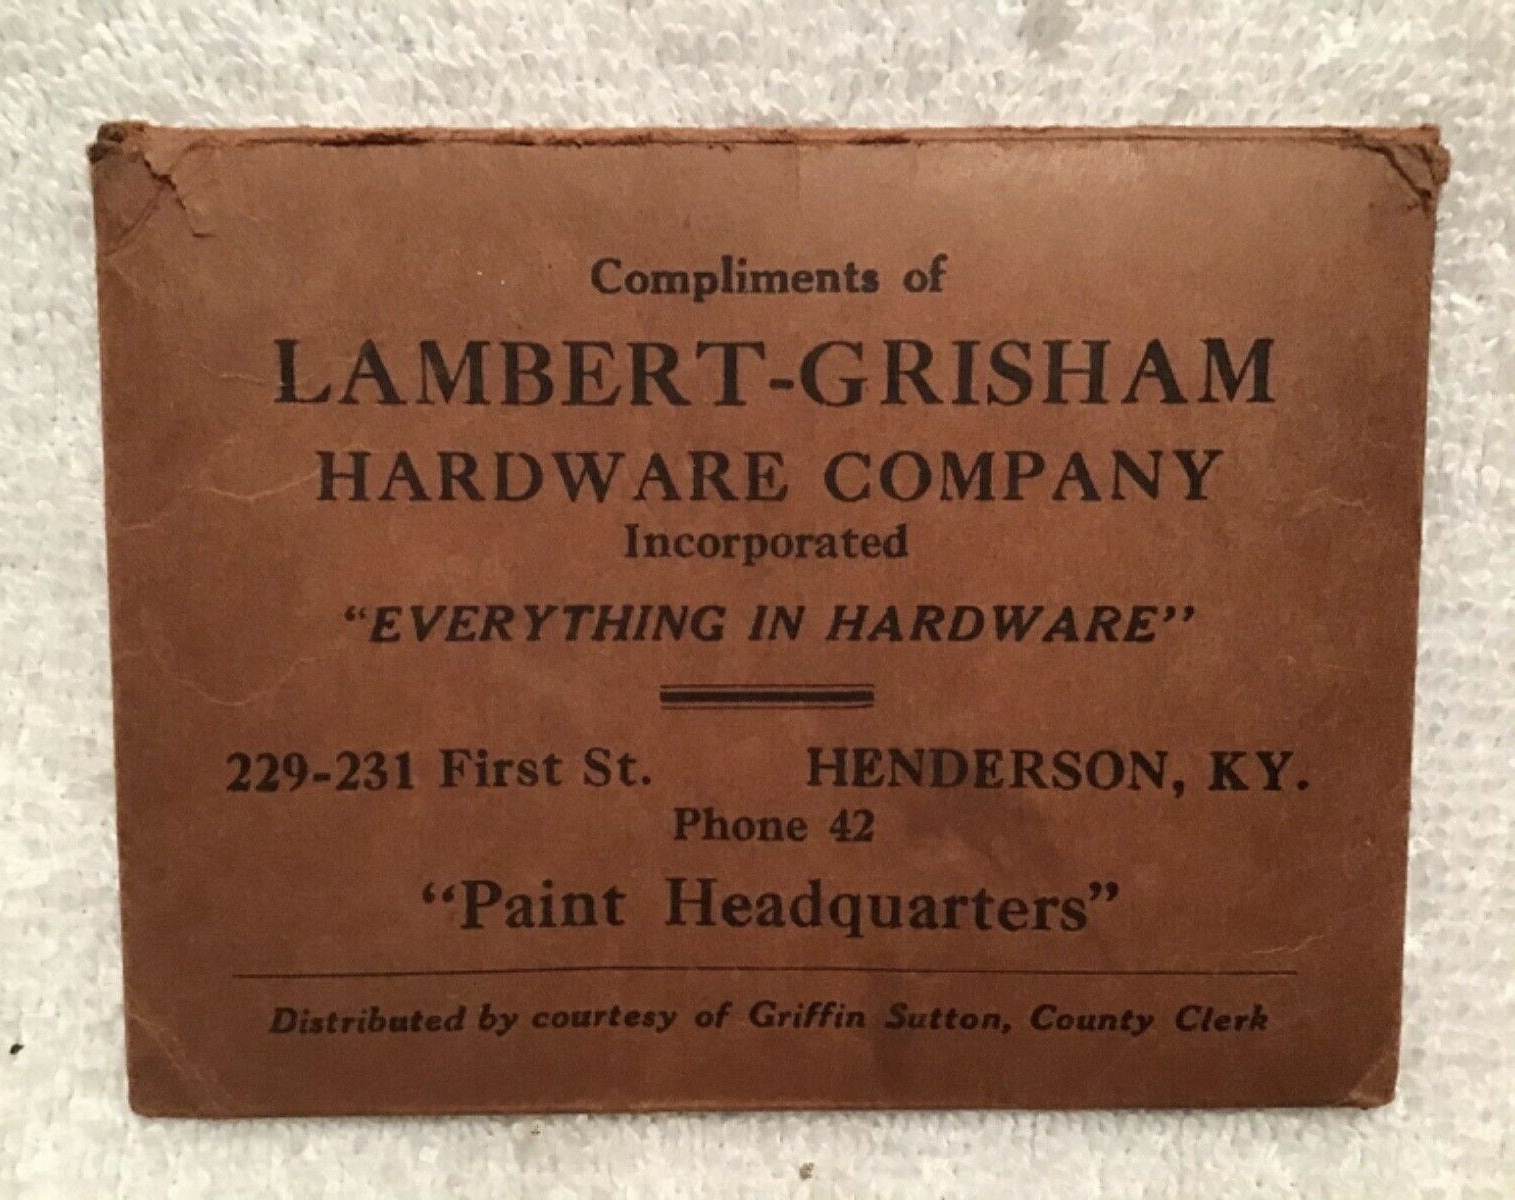 Compliments of
LAMBERT-GRISHAM
HARDWARE COMPANY
Incorporated
“EVERYTHING IN HARDWARE”
229-231 First St. HENDERSON, KY.
Phone 42
“Paint Headquarters”
Distributed by courtesy of Griffin Sutton, County Clerk